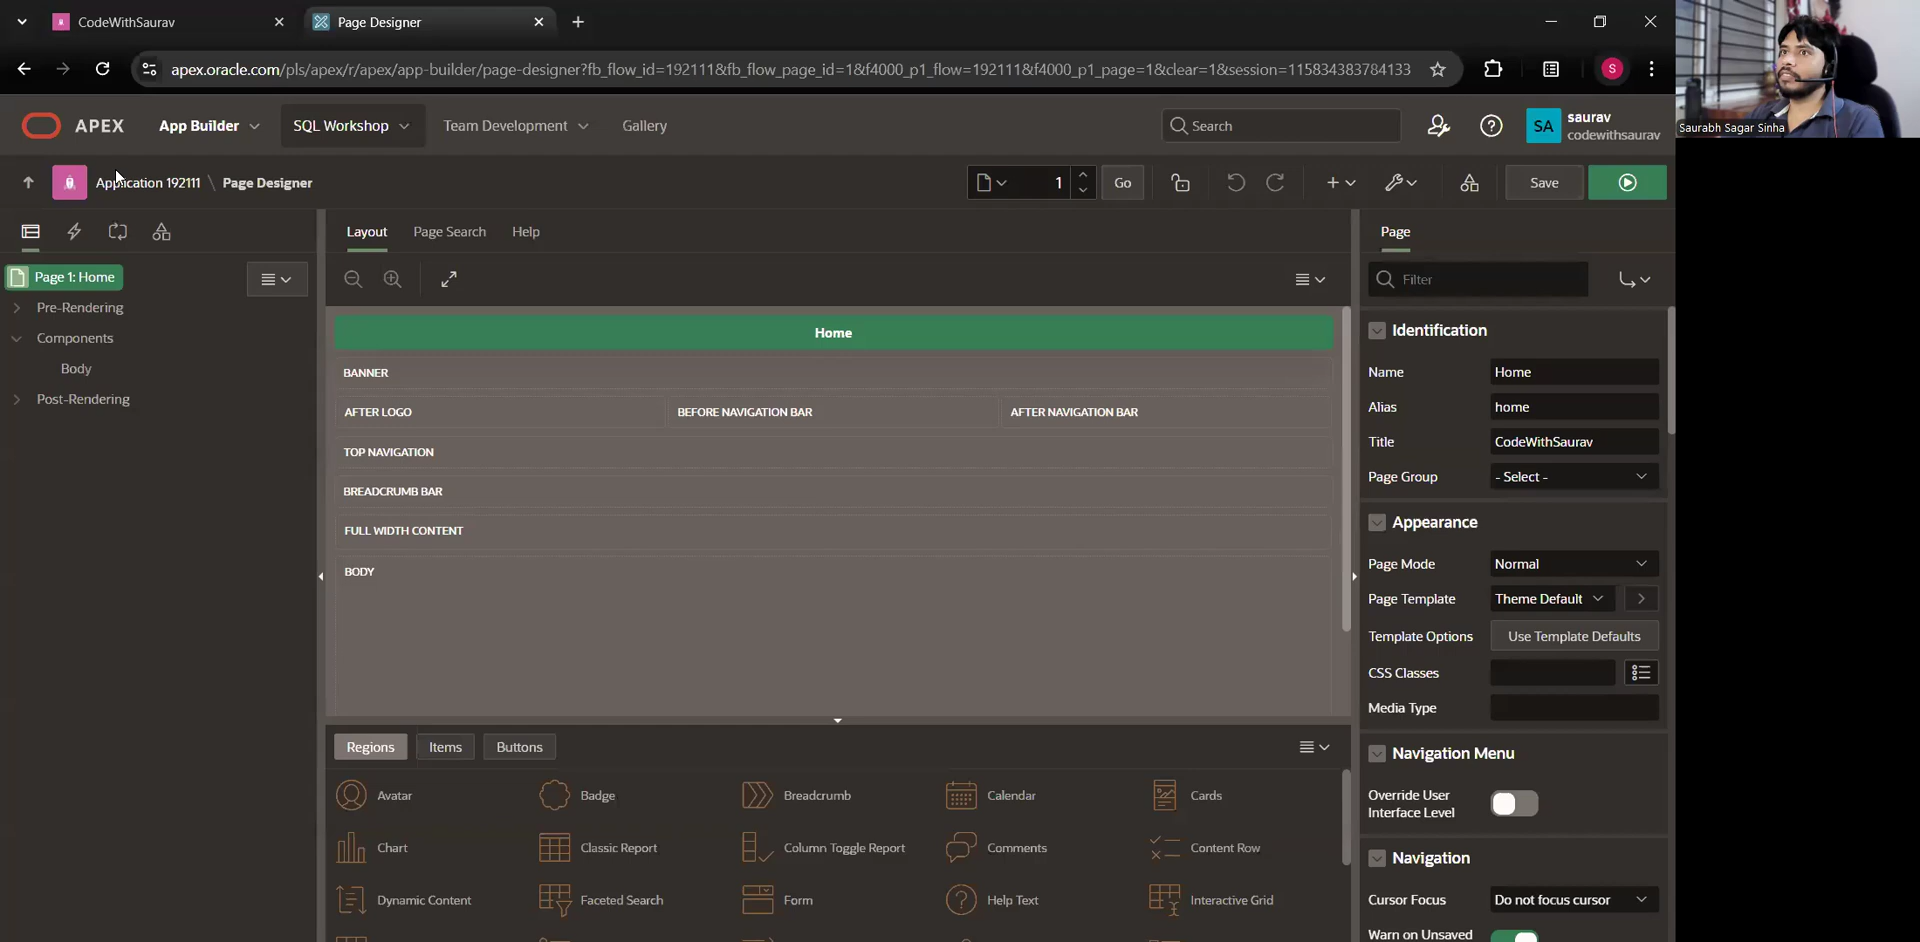 CodeWithSaurav
Page Designer
apex.oracle.com/pls/apex/r/apex/app-builder/page-designer?fb_flow_id=192111&fb_flow_page_id=1&f4000_p1_flow=192111&f4000_p1_page=1&clear=1&session=115834383784133
S
APEX
App Builder
SQL Workshop
Team Development
Gallery
Search
SA
saurav
codewithsaurav
Saurabh Sagar Sinha
Application 192111 \ Page Designer
1
Go
Save
Layout
Page Search
Help
Page
Page 1: Home
Pre-Rendering
Components
Body
Post-Rendering
Home
BANNER
AFTER LOGO
BEFORE NAVIGATION BAR
AFTER NAVIGATION BAR
TOP NAVIGATION
BREADCRUMB BAR
FULL WIDTH CONTENT
BODY
Regions
Items
Buttons
Avatar
Badge
Breadcrumb
Calendar
Cards
Chart
Classic Report
Column Toggle Report
Comments
Content Row
Dynamic Content
Faceted Search
Form
Help Text
Interactive Grid
Filter
Identification
Name
Home
Alias
home
Title
CodeWithSaurav
Page Group
- Select -
Appearance
Page Mode
Normal
Page Template
Theme Default
Template Options
Use Template Defaults
CSS Classes
Media Type
Navigation Menu
Override User
Interface Level
Navigation
Cursor Focus
Do not focus cursor
Warn on Unsaved